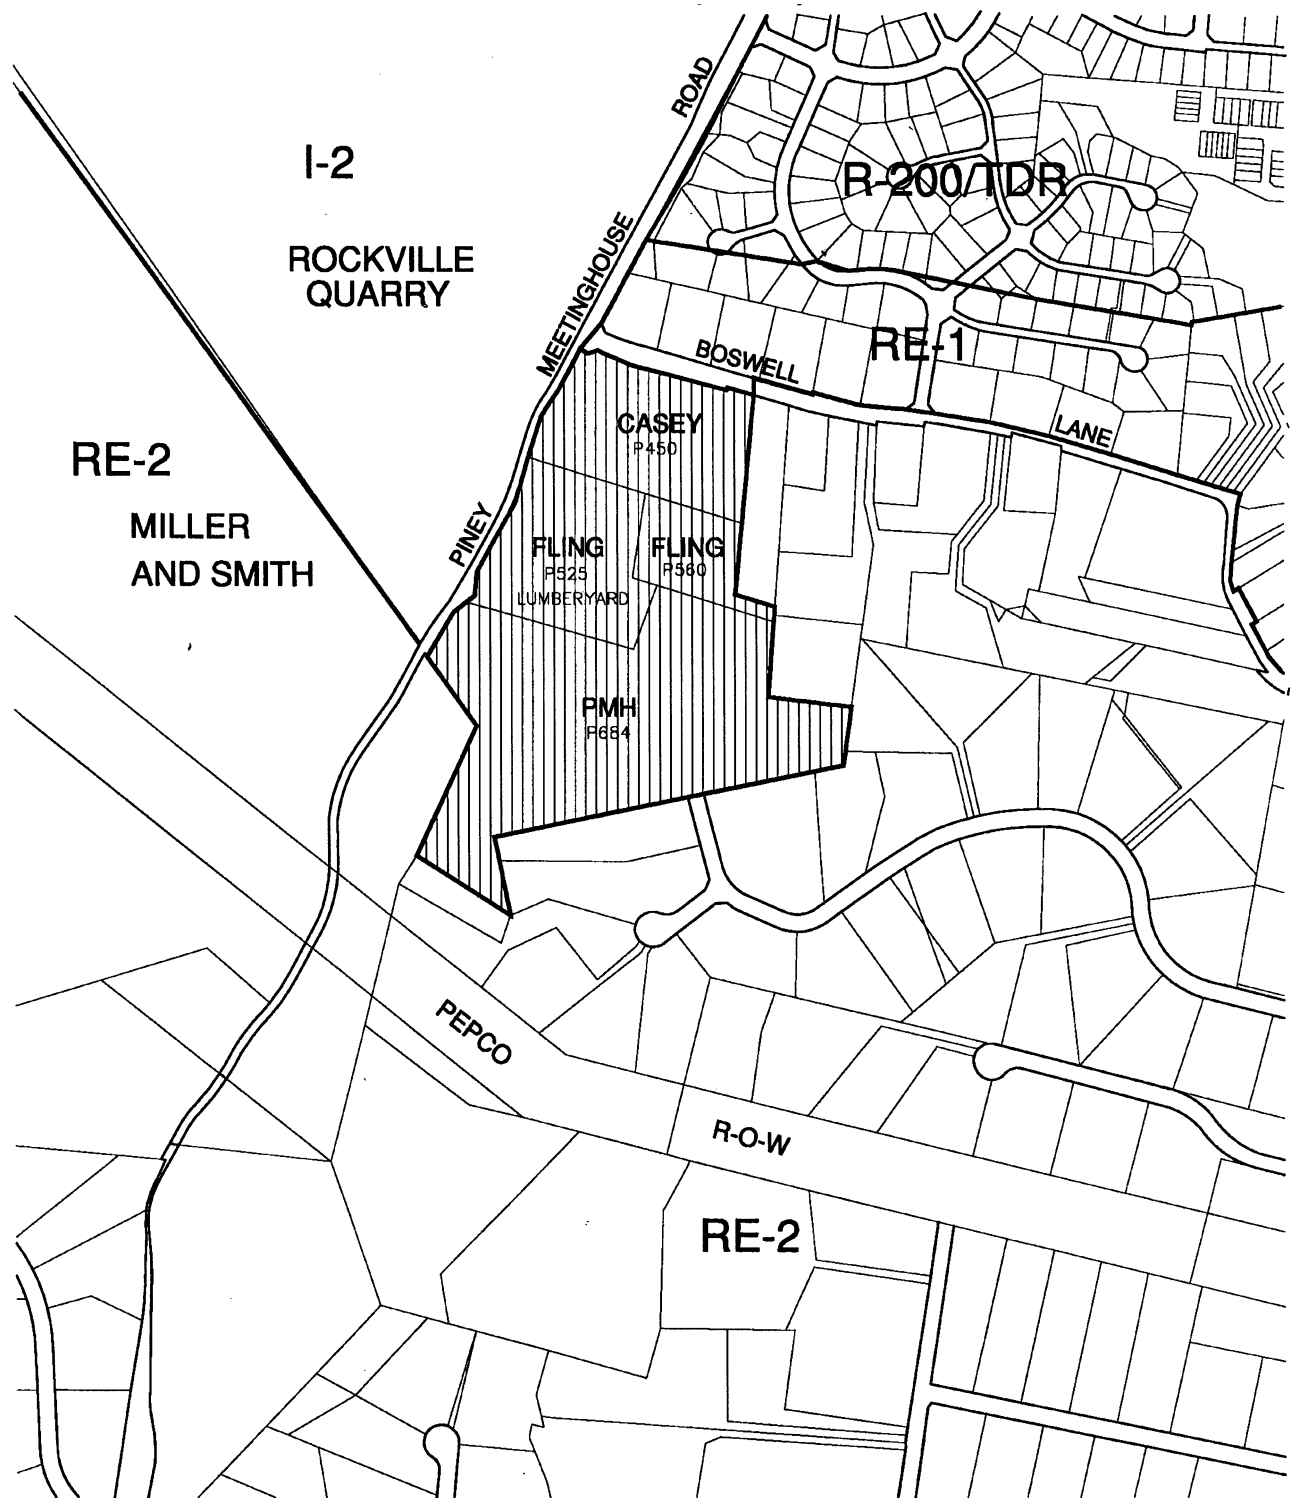 ROAD
I-2
R-200/TDR
ROCKVILLE
QUARRY
MEETINGHOUSE
RE-1
BOSWELL
LANE
CASEY
P450
RE-2
MILLER
AND SMITH
PINEY
FLING
P525
LUMBERYARD
FLING
P560
PMH
P684
PEPCO
R-O-W
RE-2